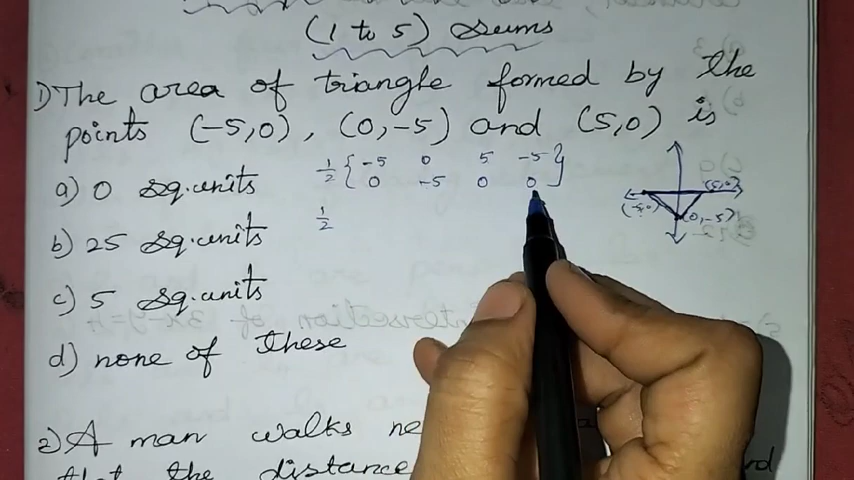 (1 to 5) sums
1) The area of triangle formed by the
points (-5,0), (0,-5) and (5,0) is
1/2 { -5 0 5 -5 }
0 -5 0 0
(5,0)
(-5,0)
(0,-5)
a) 0 sq.units
1/2
b) 25 sq.units
c) 5 sq.units
d) none of these
2) A man walks ne
that the distance